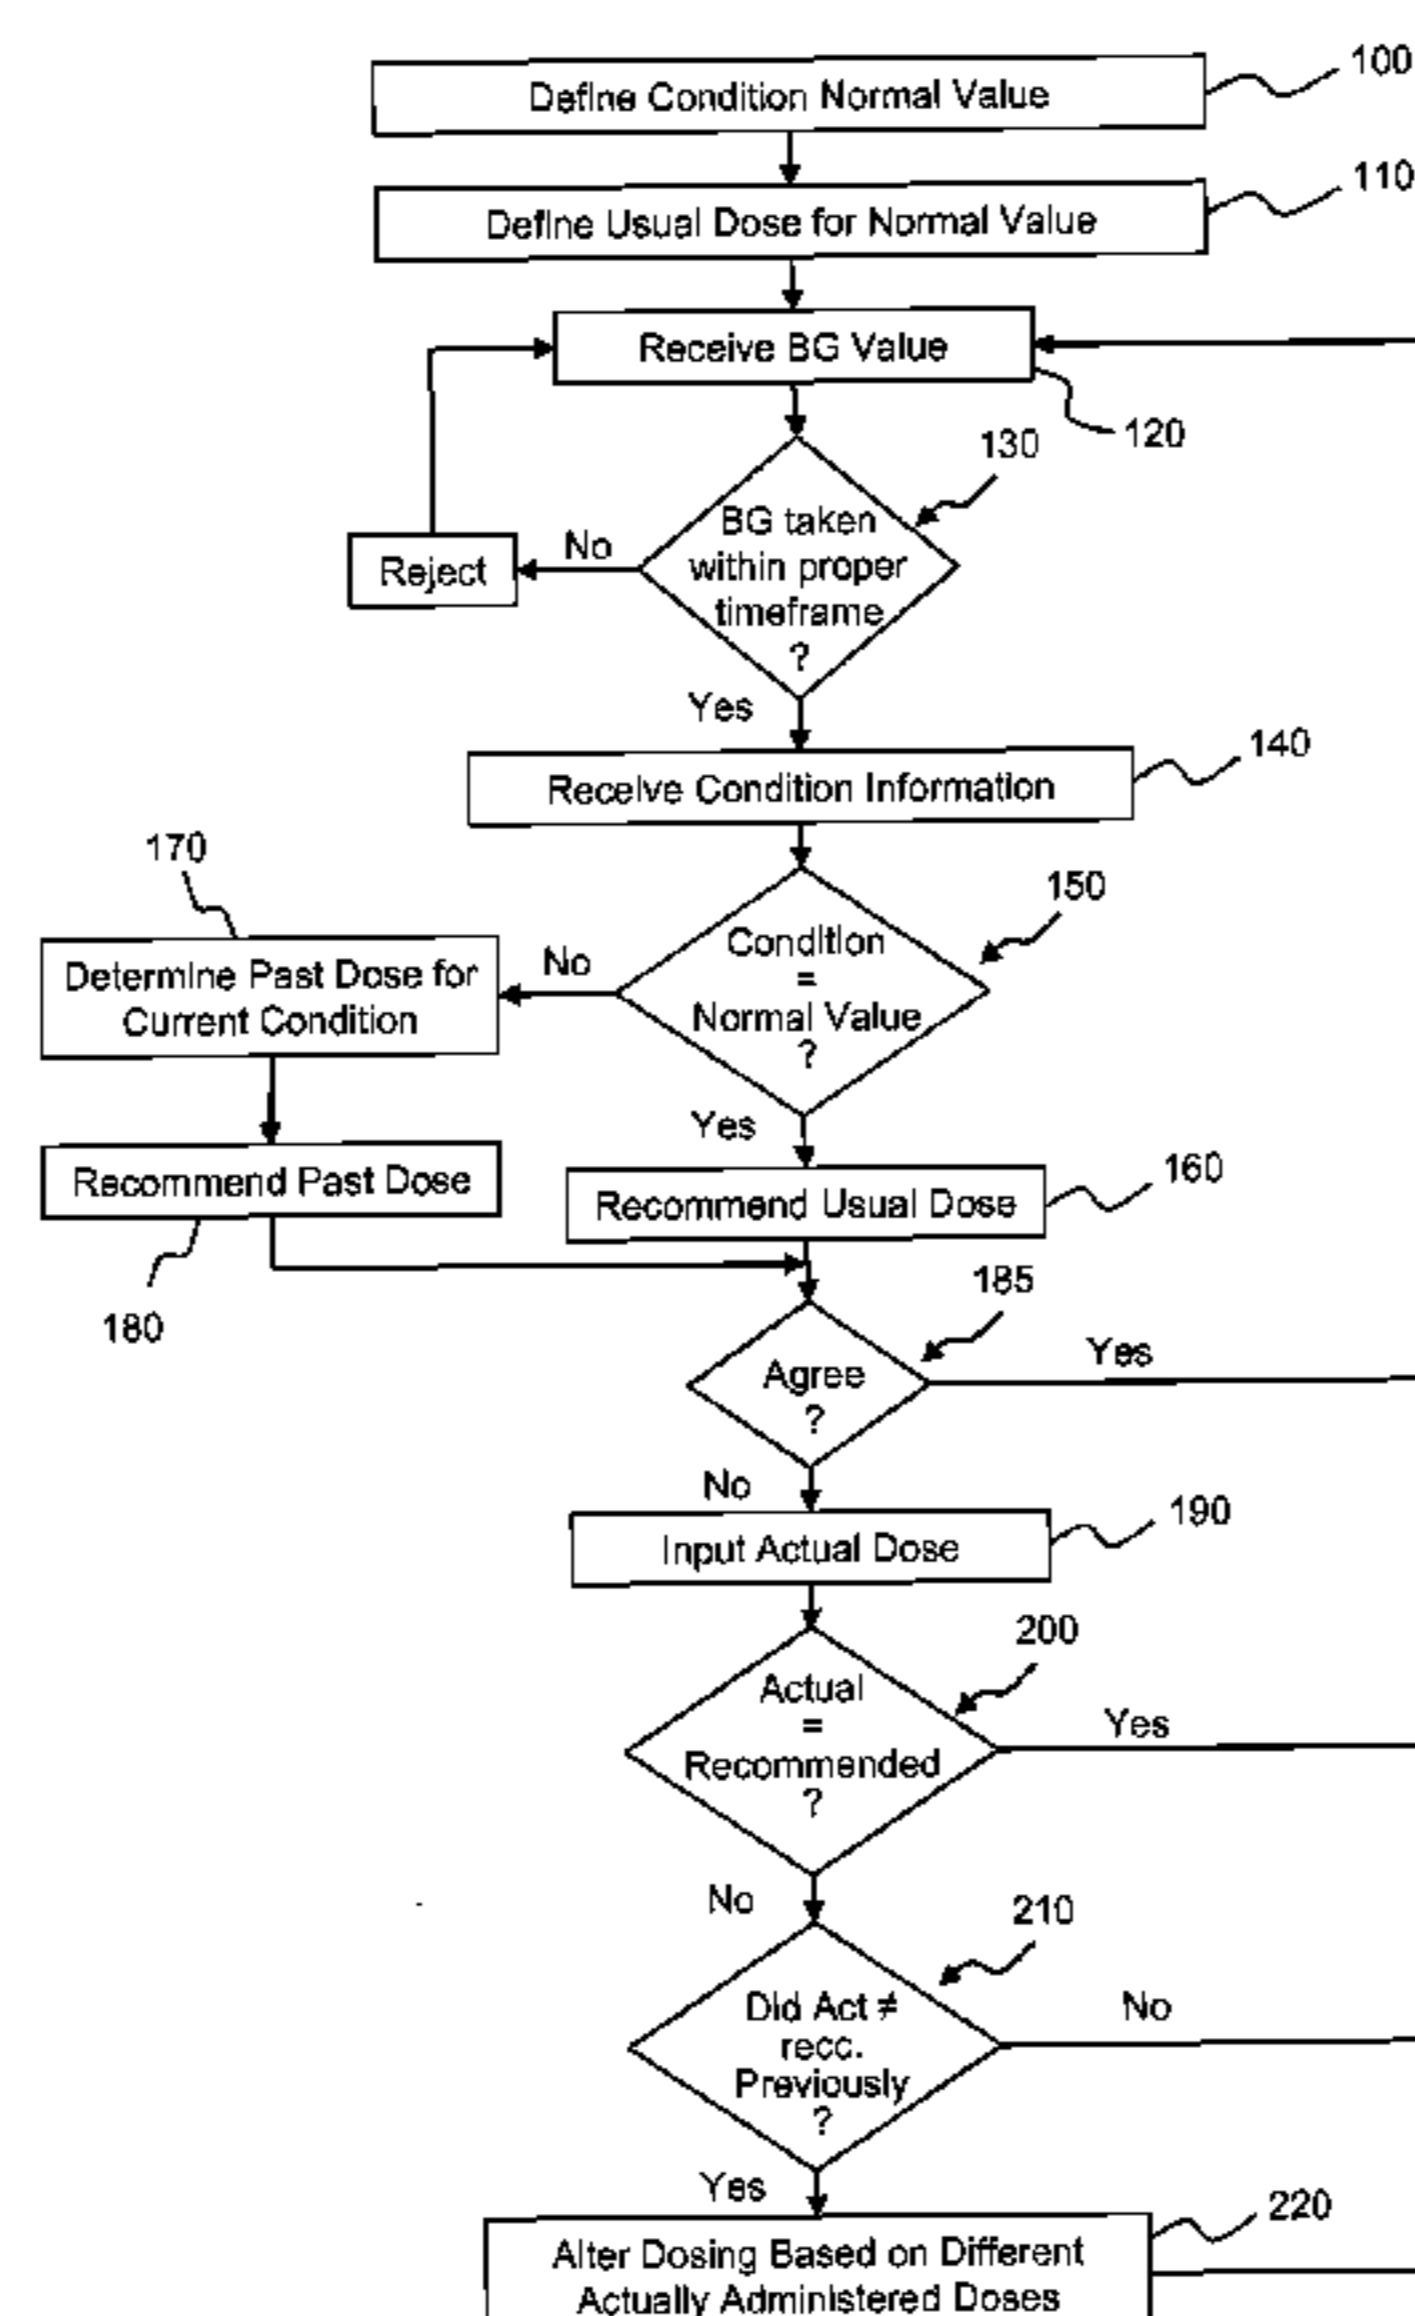 100
Define Condition Normal Value
110
Define Usual Dose for Normal Value
Receive BG Value
120
130
BG taken
within proper
timeframe
?
No
Reject
Yes
140
Receive Condition Information
170
150
Determine Past Dose for
Current Condition
No
Condition
=
Normal Value
?
Yes
160
Recommend Past Dose
Recommend Usual Dose
180
185
Agree
?
Yes
No
190
Input Actual Dose
200
Actual
=
Recommended
?
Yes
No
210
Did Act ≠
recc.
Previously
?
No
Yes
220
Alter Dosing Based on Different
Actually Administered Doses